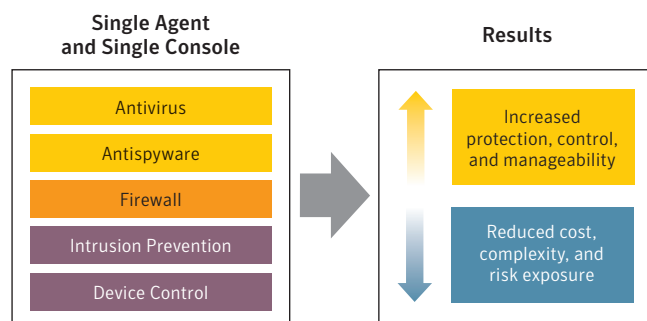 Single Agent
and Single Console
Antivirus
Antispyware
Firewall
Intrusion Prevention
Device Control
Results
Increased
protection, control,
and manageability
Reduced cost,
complexity, and
risk exposure